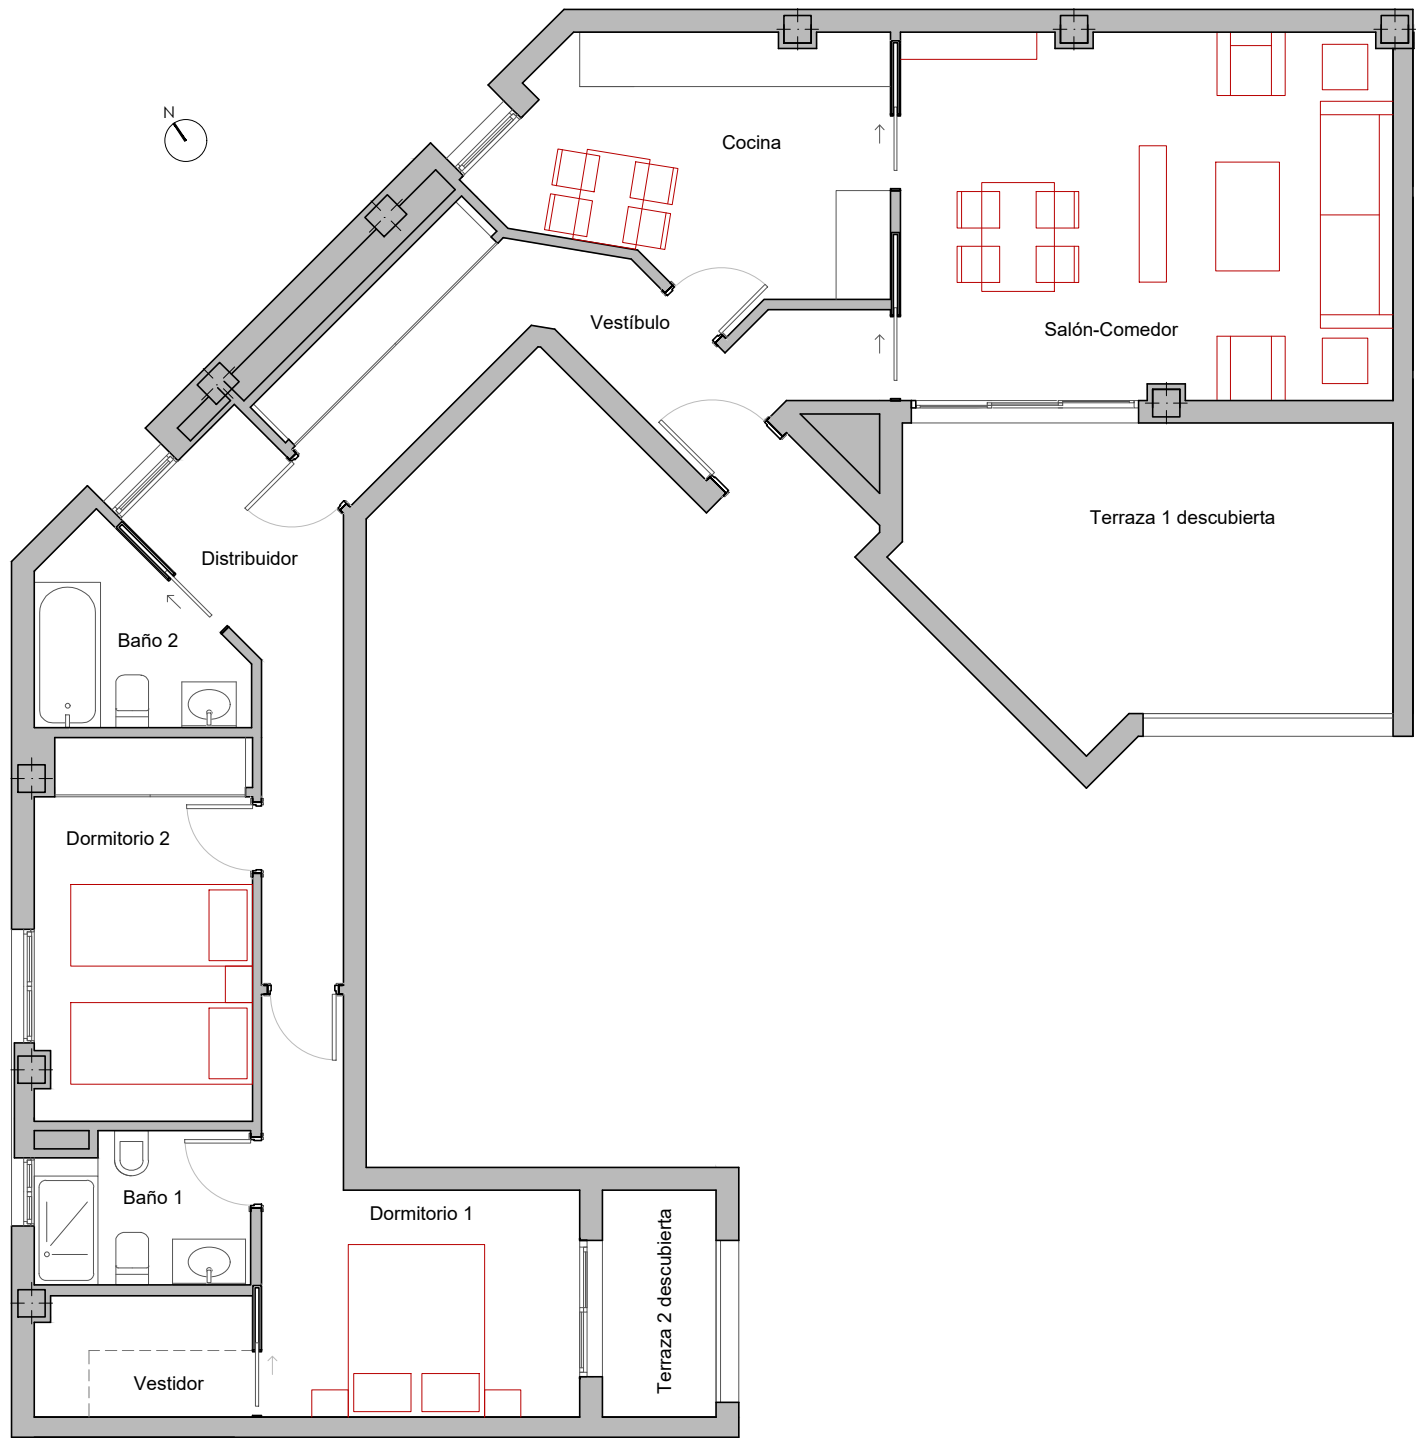 N
Cocina
Vestíbulo
Salón-Comedor
Terraza 1 descubierta
Distribuidor
Baño 2
Dormitorio 2
Baño 1
Dormitorio 1
Terraza 2 descubierta
Vestidor